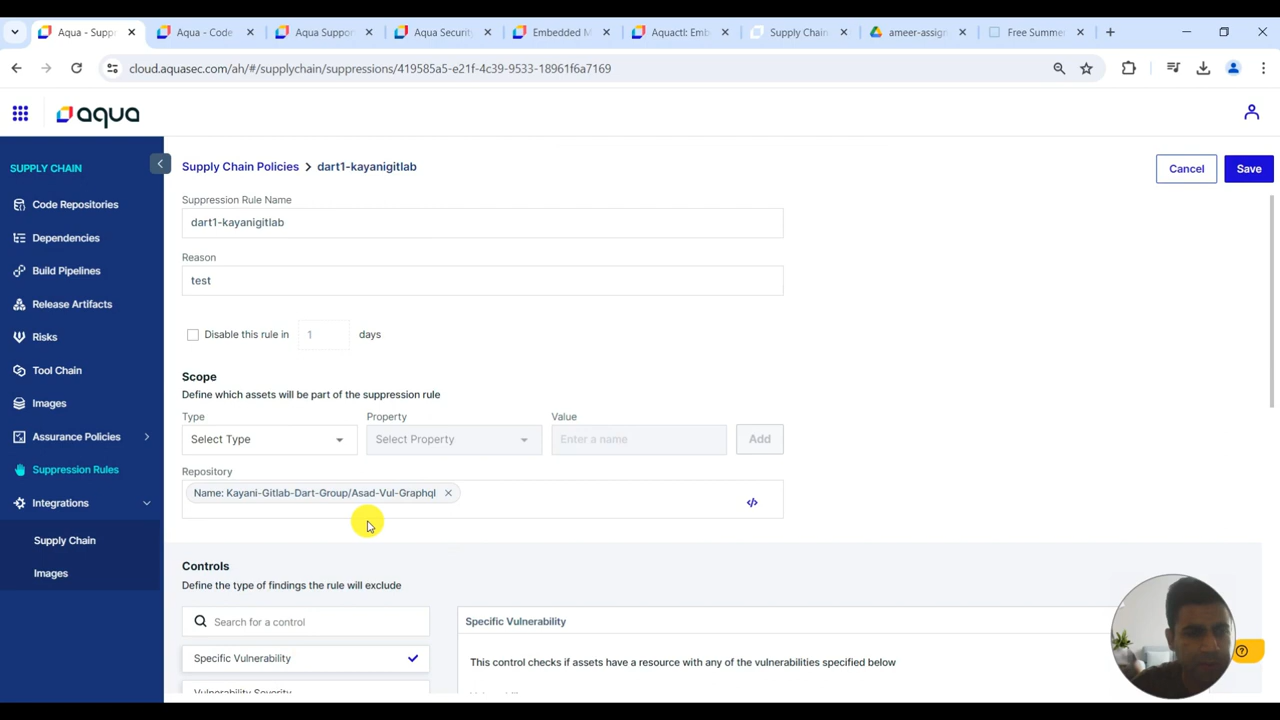 Aqua - Supp
Aqua - Code
Aqua Suppor
Aqua Security
Embedded M
Aquactl: Emb
Supply Chain
ameer-assign
Free Summe
cloud.aquasec.com/ah/#/supplychain/suppressions/419585a5-e21f-4c39-9533-18961f6a7169
aqua
SUPPLY CHAIN
Code Repositories
Dependencies
Build Pipelines
Release Artifacts
Risks
Tool Chain
Images
Assurance Policies
Suppression Rules
Integrations
Supply Chain
Images
Supply Chain Policies > dart1-kayanigitlab
Cancel
Save
Suppression Rule Name
dart1-kayanigitlab
Reason
test
Disable this rule in 1 days
Scope
Define which assets will be part of the suppression rule
Type Property Value
Select Type Select Property Enter a name Add
Repository
Name: Kayani-Gitlab-Dart-Group/Asad-Vul-Graphql
Controls
Define the type of findings the rule will exclude
Search for a control
Specific Vulnerability
Vulnerability Severity
Specific Vulnerability
This control checks if assets have a resource with any of the vulnerabilities specified below